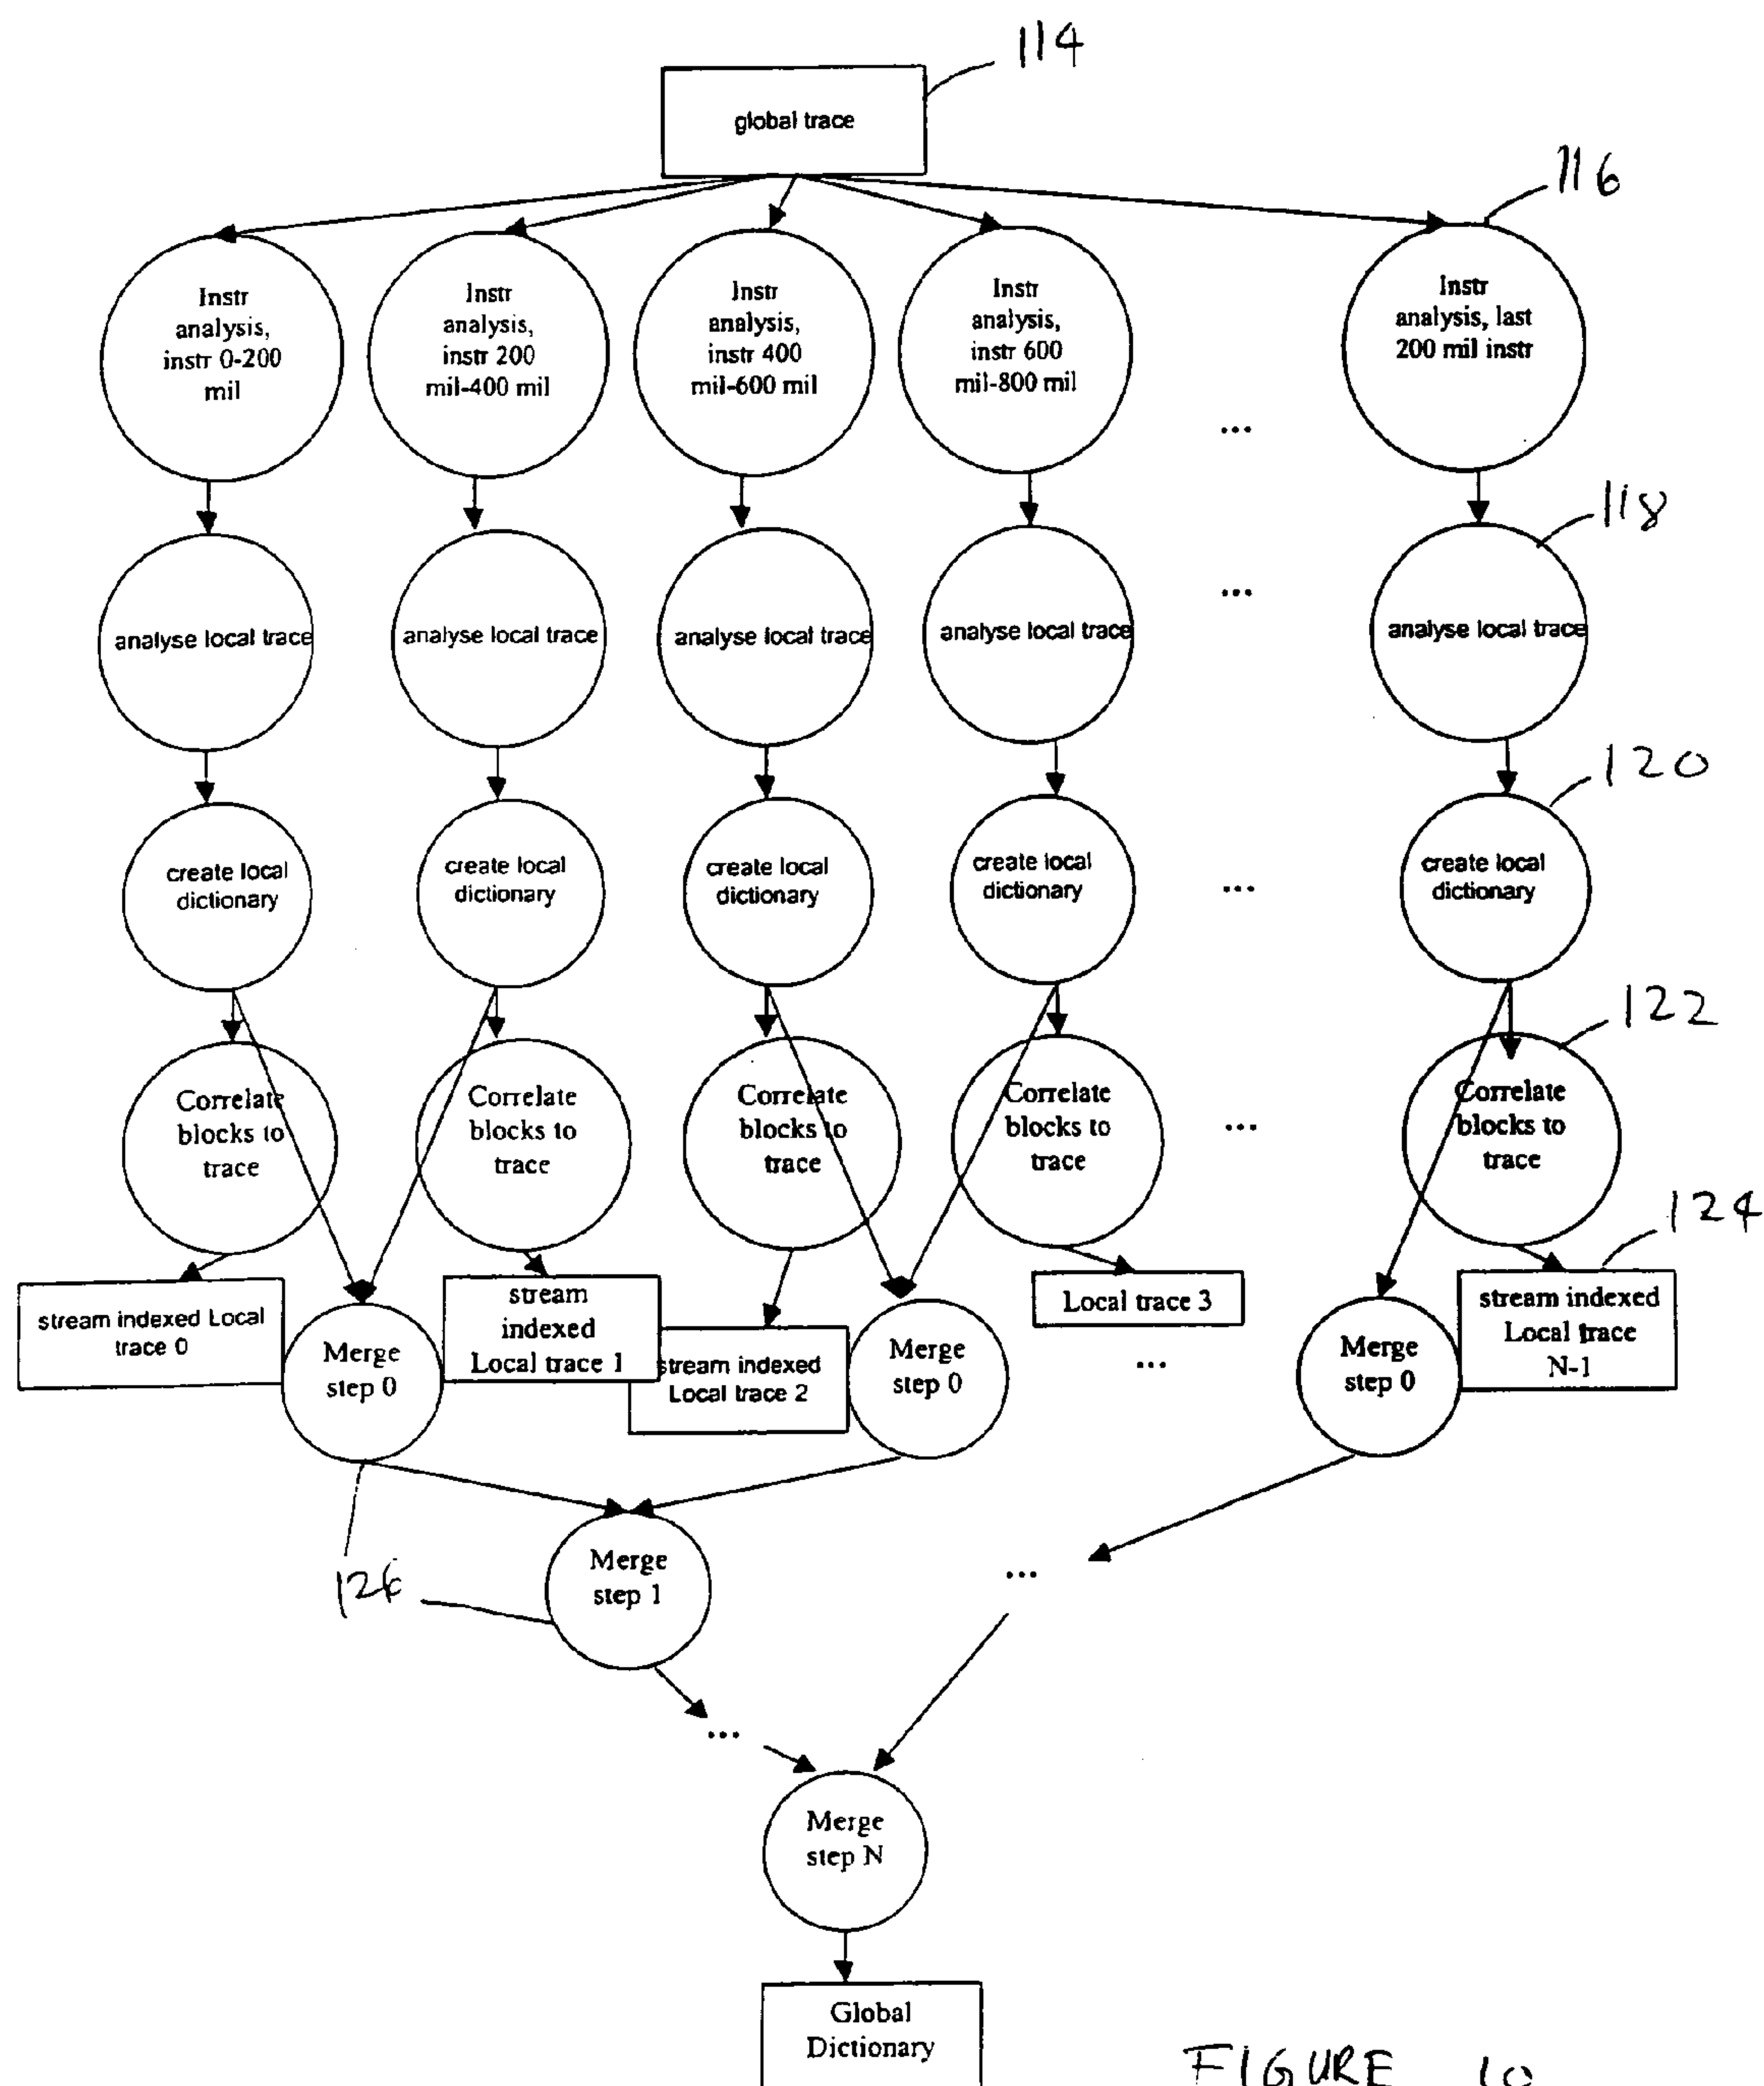 114
global trace
116
Instr
analysis,
instr 0-200
mil
Instr
analysis,
instr 200
mil-400 mil
Instr
analysis,
instr 400
mil-600 mil
Instr
analysis,
instr 600
mil-800 mil
...
Instr
analysis, last
200 mil instr
118
analyse local trace
analyse local trace
analyse local trace
analyse local trace
...
analyse local trace
120
create local
dictionary
create local
dictionary
create local
dictionary
create local
dictionary
...
create local
dictionary
122
Correlate
blocks to
trace
Correlate
blocks to
trace
Correlate
blocks to
trace
Correlate
blocks to
trace
...
Correlate
blocks to
trace
124
stream indexed Local
trace 0
Merge
step 0
stream
indexed
Local trace 1
stream indexed
Local trace 2
Merge
step 0
Local trace 3
...
Merge
step 0
stream indexed
Local trace
N-1
126
Merge
step 1
...
...
Merge
step N
Global
Dictionary
FIGURE 10